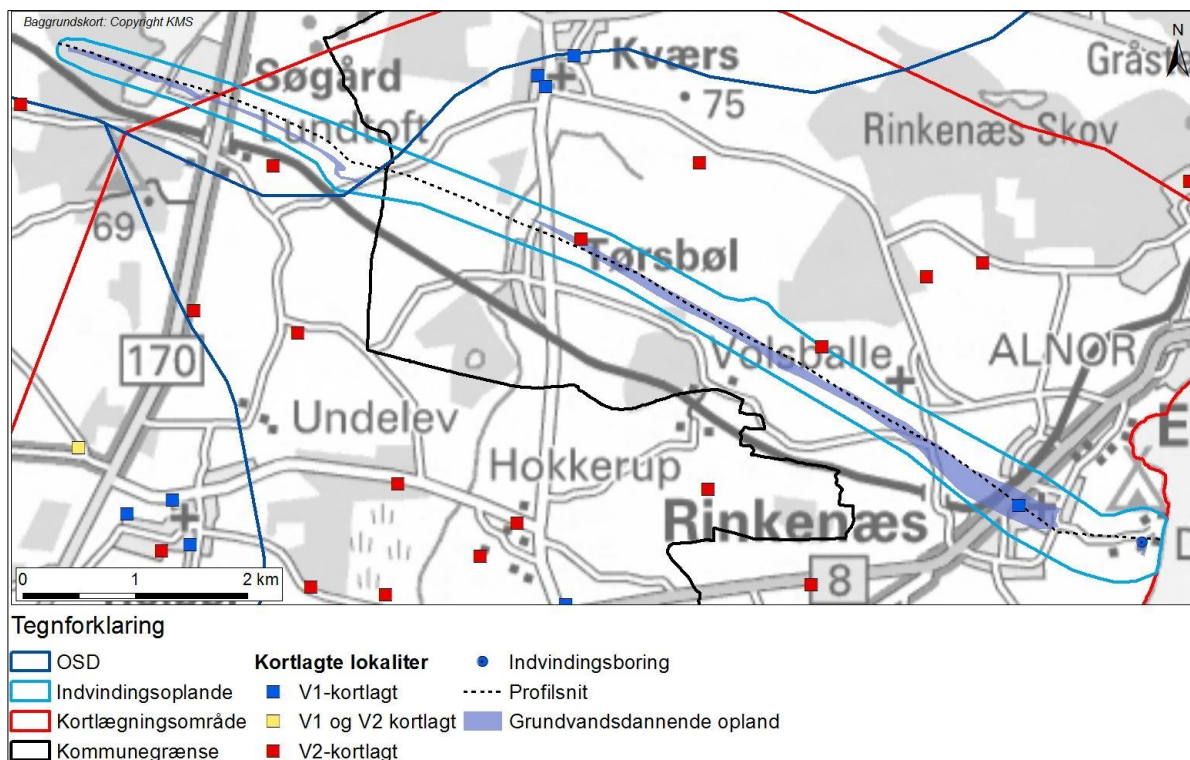 Baggrundskort: Copyright KMS
N
Kværs
Gråst
Søgård
75
Lundtoft
Rinkenæs Skov
69
Tørsbøl
170
Volsballe
ALNOR
E
Undelev
Hokkerup
Rinkenæs
D
8
0 1 2 km
Tegnforklaring
OSD
Indvindingsoplande
Kortlægningsområde
Kommunegrænse
Kortlagte lokaliter
V1-kortlagt
V1 og V2 kortlagt
V2-kortlagt
Indvindingsboring
Profilsnit
Grundvandsdannende opland